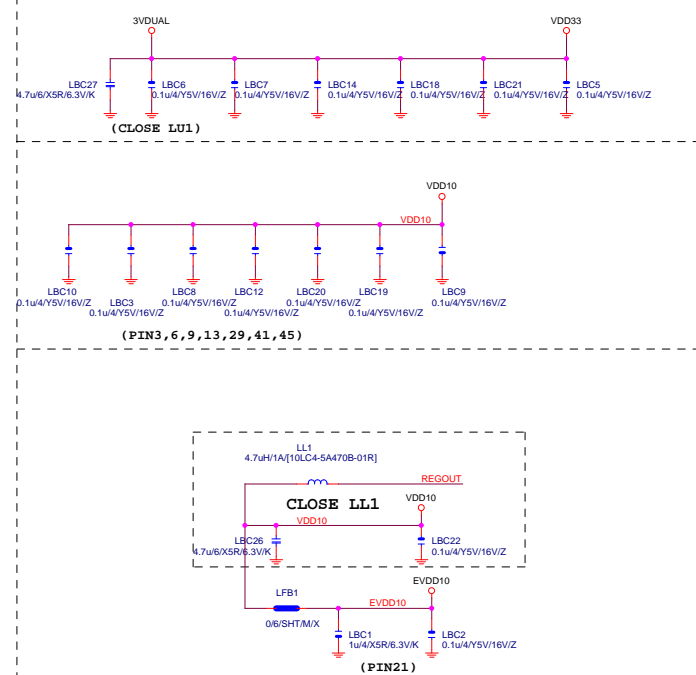 3VDUAL
VDD33
LBC27
4.7u/6/X5R/6.3V/K
LBC6
0.1u/4/Y5V/16V/Z
LBC7
0.1u/4/Y5V/16V/Z
LBC14
0.1u/4/Y5V/16V/Z
LBC18
0.1u/4/Y5V/16V/Z
LBC21
0.1u/4/Y5V/16V/Z
LBC5
0.1u/4/Y5V/16V/Z
(CLOSE LU1)
VDD10
VDD10
LBC10
0.1u/4/Y5V/16V/Z
LBC3
0.1u/4/Y5V/16V/Z
LBC8
0.1u/4/Y5V/16V/Z
LBC12
0.1u/4/Y5V/16V/Z
LBC20
0.1u/4/Y5V/16V/Z
LBC19
0.1u/4/Y5V/16V/Z
LBC9
0.1u/4/Y5V/16V/Z
(PIN3,6,9,13,29,41,45)
LL1
4.7uH/1A/[10LC4-5A470B-01R]
REGOUT
CLOSE LL1
VDD10
VDD10
LBC26
4.7u/6/X5R/6.3V/K
LBC22
0.1u/4/Y5V/16V/Z
LFB1
0/6/SHT/M/X
EVDD10
EVDD10
LBC1
1u/4/X5R/6.3V/K
LBC2
0.1u/4/Y5V/16V/Z
(PIN21)